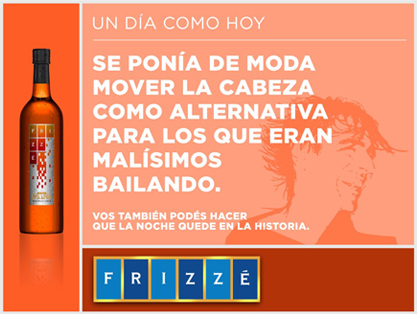 UN DÍA COMO HOY
SE PONÍA DE MODA
MOVER LA CABEZA
COMO ALTERNATIVA
PARA LOS QUE ERAN
MALÍSIMOS
BAILANDO.
VOS TAMBIÉN PODÉS HACER
QUE LA NOCHE QUEDE EN LA HISTORIA.
FRIZZÉ